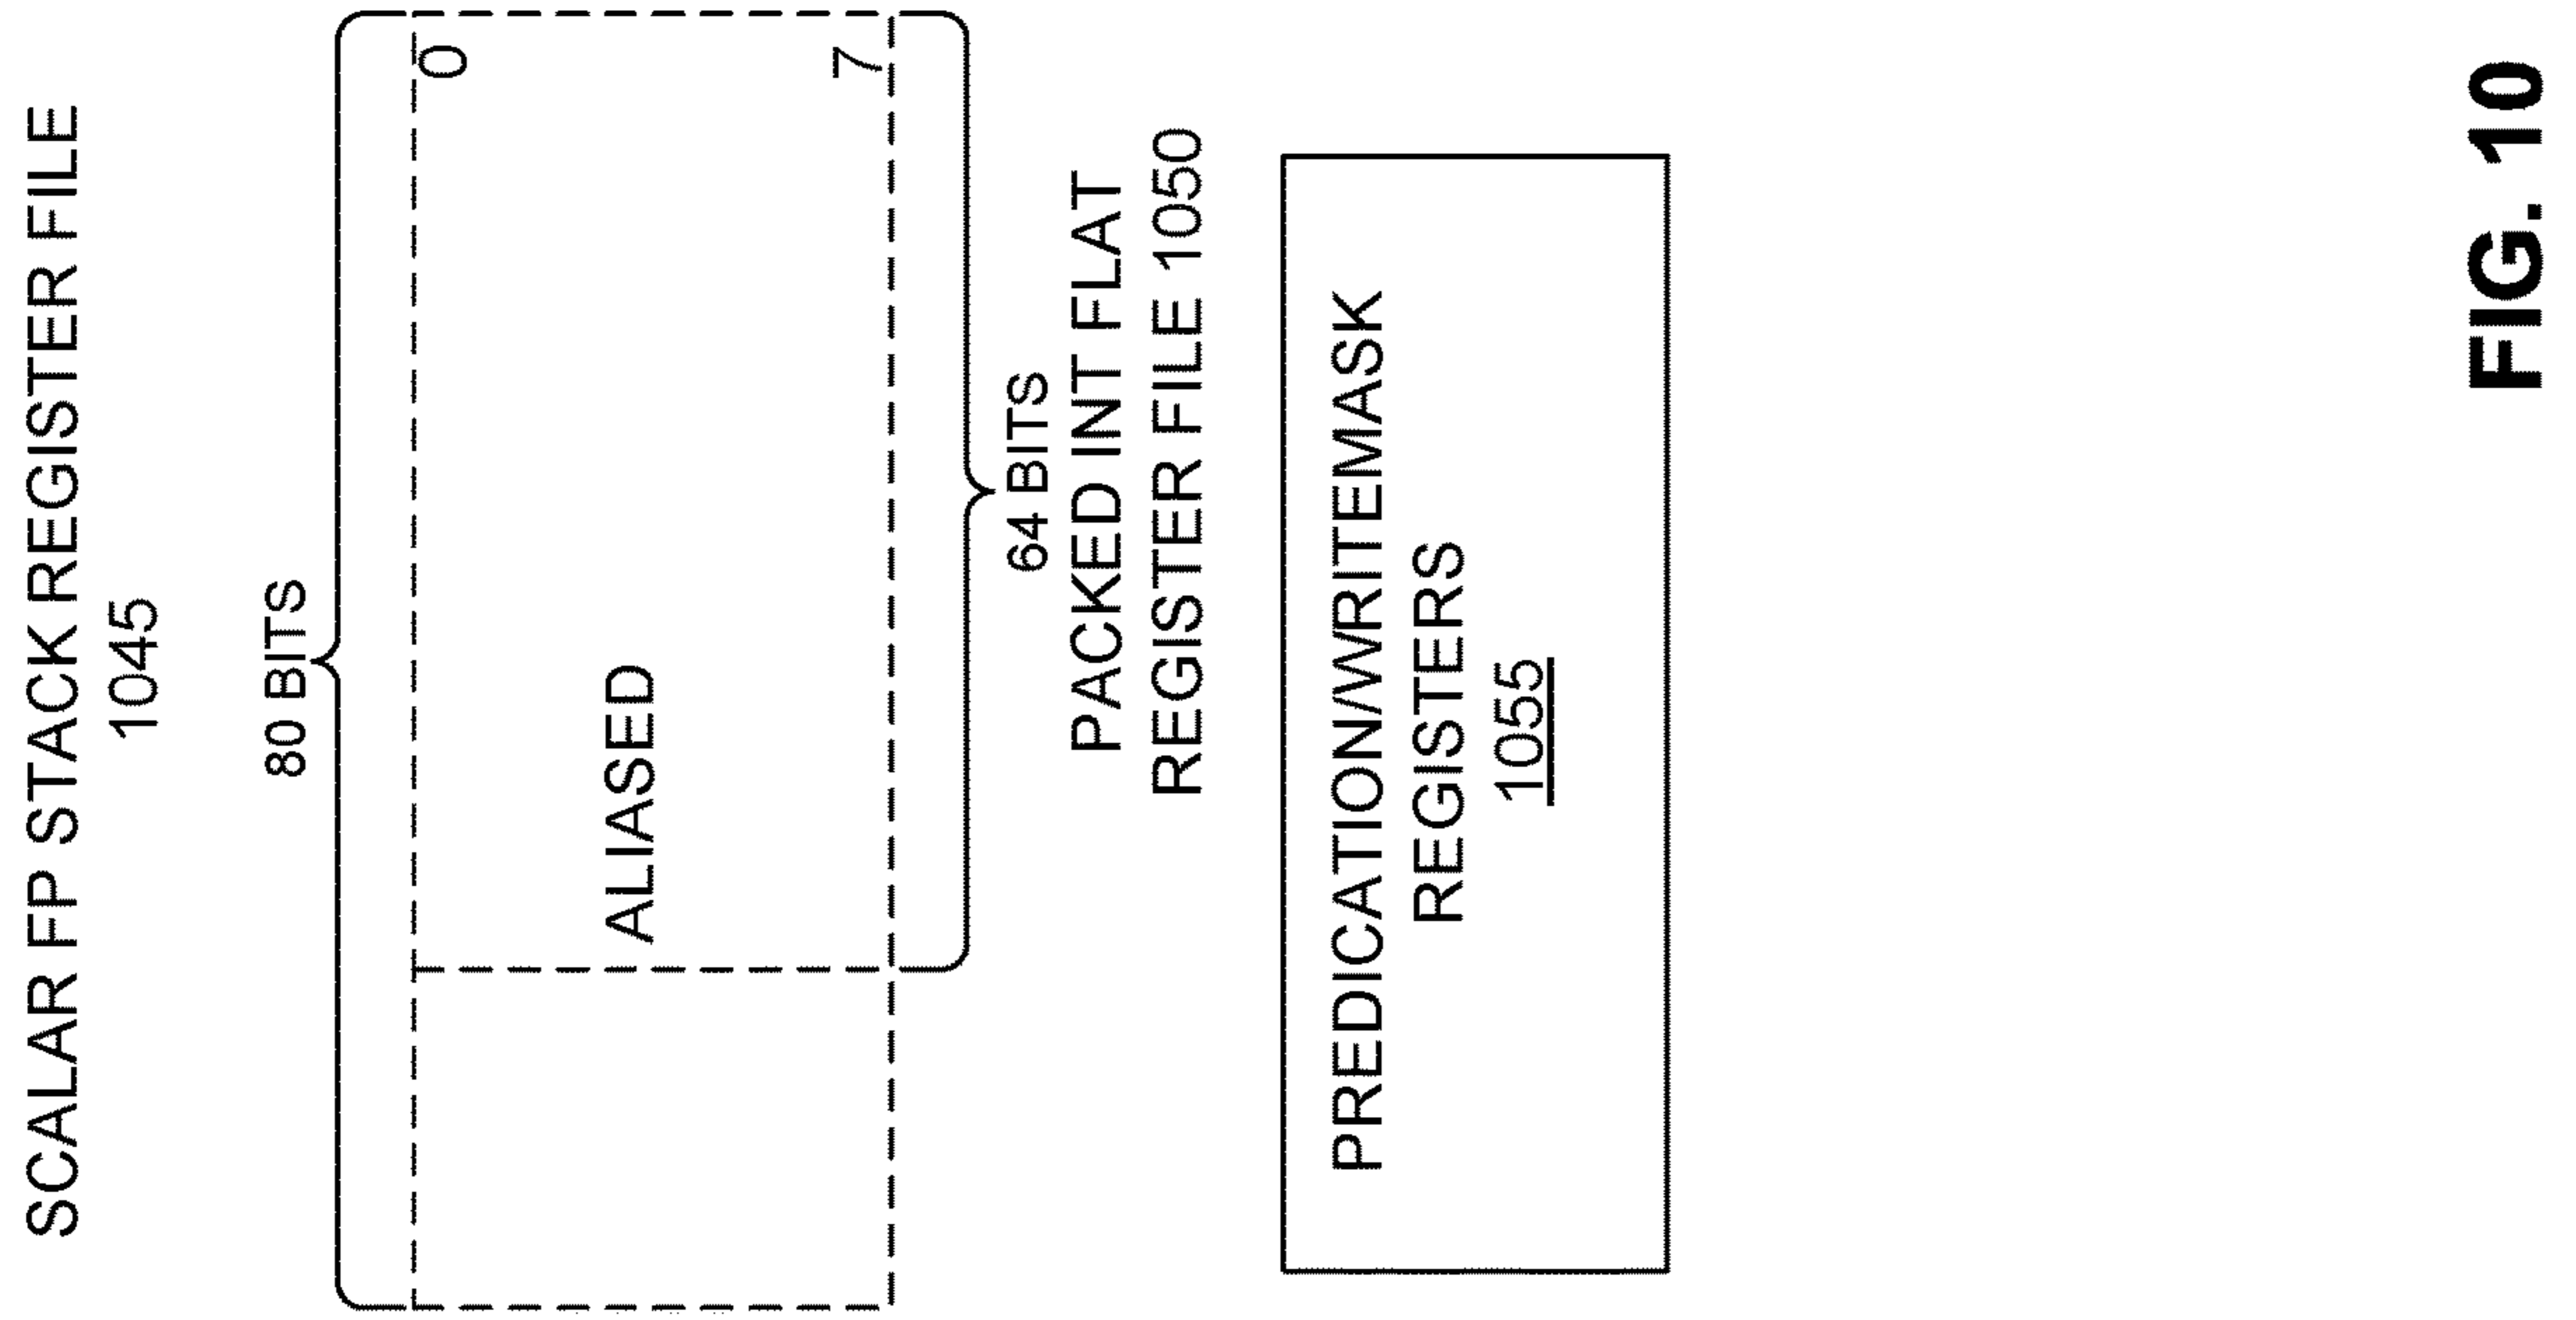 SCALAR FP STACK REGISTER FILE
1045
80 BITS
0
ALIASED
7
64 BITS
PACKED INT FLAT
REGISTER FILE 1050
PREDICATION/WRITEMASK
REGISTERS
1055
FIG. 10